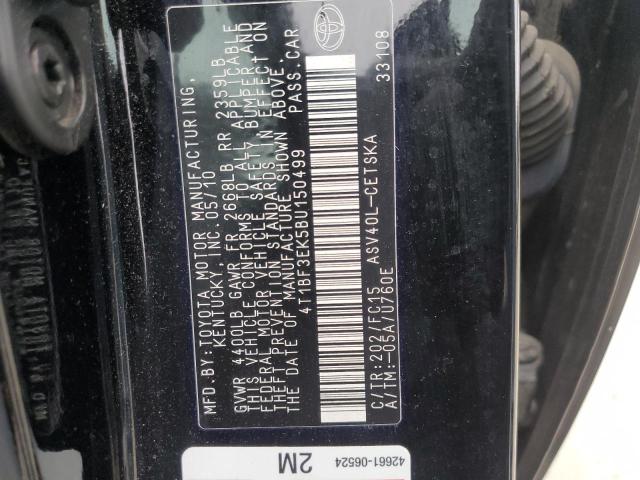 MFD.BY:TOYOTA MOTOR MANUFACTURING,
KENTUCKY, INC. 05/10
GVWR 4400LB GAWR FR 2668LB RR 2359LB
THIS VEHICLE CONFORMS TO ALL APPLICABLE
FEDERAL MOTOR VEHICLE SAFETY, BUMPER, AND
THEFT PREVENTION STANDARDS IN EFFECT ON
THE DATE OF MANUFACTURE SHOWN ABOVE.
4T1BF3EK5BU150499 PASS. CAR
C/TR:202/FC15 ASV40L-CETSKA
A/TM:-05A/U760E 33108
42661-06524
2M